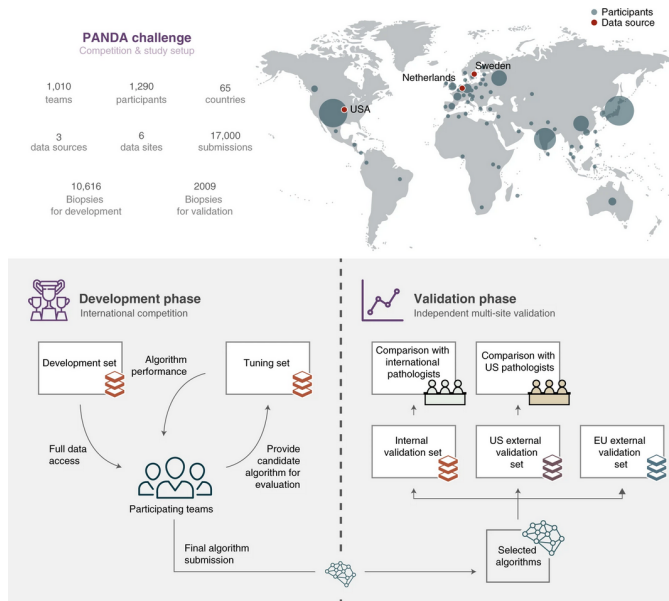 PANDA challenge
Competition & study setup
1,010
teams
1,290
participants
65
countries
3
data sources
6
data sites
17,000
submissions
10,616
Biopsies
for development
2009
Biopsies
for validation
Participants
Data source
Sweden
Netherlands
USA
Development phase
International competition
Development set
Algorithm
performance
Tuning set
Full data
access
Provide
candidate
algorithm for
evaluation
Participating teams
Final algorithm
submission
Validation phase
Independent multi-site validation
Comparison with
international
pathologists
Comparison with
US pathologists
Internal
validation set
US external
validation
set
EU external
validation
set
Selected
algorithms